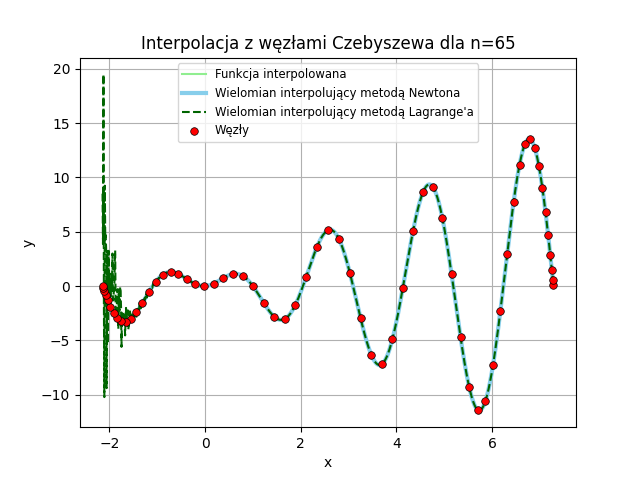 Interpolacja z węzłami Czebyszewa dla n=65
Funkcja interpolowana
Wielomian interpolujący metodą Newtona
Wielomian interpolujący metodą Lagrange'a
Węzły
20
15
10
5
0
−5
−10
y
−2
0
2
4
6
x